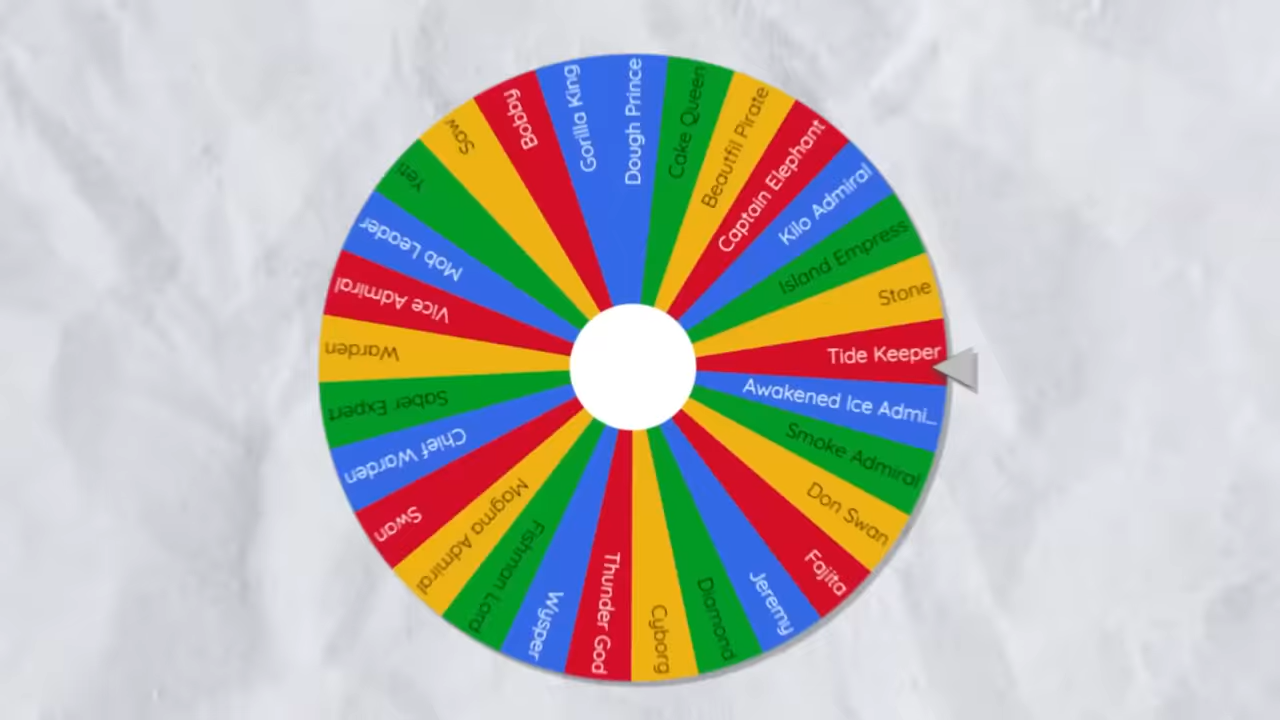 Gorilla King
Dough Prince
Cake Queen
Beautfil Pirate
Captain Elephant
Kilo Admiral
Island Empress
Stone
Tide Keeper
Awakened Ice Admi...
Smoke Admiral
Don Swan
Fajita
Jeremy
Diamond
Cyborg
Thunder God
Wysper
Fishman Lord
Magma Admiral
Swan
Chief Warden
Saber Expert
Warden
Vice Admiral
Mob Leader
Yeti
Saw
Bobby